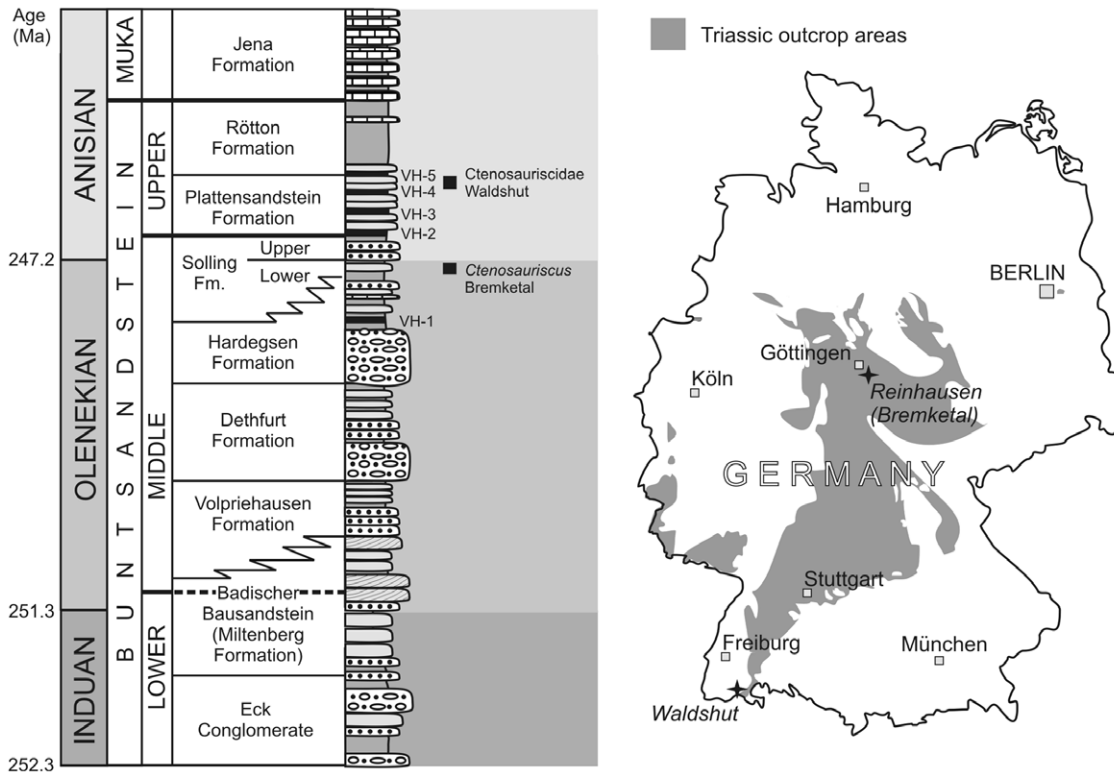 Age
(Ma)
247.2
251.3
252.3
ANISIAN
OLENEKIAN
INDUAN
MUKA
BUNTSANDSTEIN
UPPER
MIDDLE
LOWER
Jena
Formation
Rötton
Formation
Plattensandstein
Formation
Solling
Fm.
Upper
Lower
Hardegsen
Formation
Dethfurt
Formation
Volpriehausen
Formation
Badischer
Bausandstein
(Miltenberg
Formation)
Eck
Conglomerate
VH-5
VH-4
VH-3
VH-2
VH-1
Ctenosauriscidae
Waldshut
Ctenosauriscus
Bremketal
Triassic outcrop areas
Hamburg
BERLIN
Göttingen
Köln
Reinhausen
(Bremketal)
GERMANY
Stuttgart
Freiburg
München
Waldshut